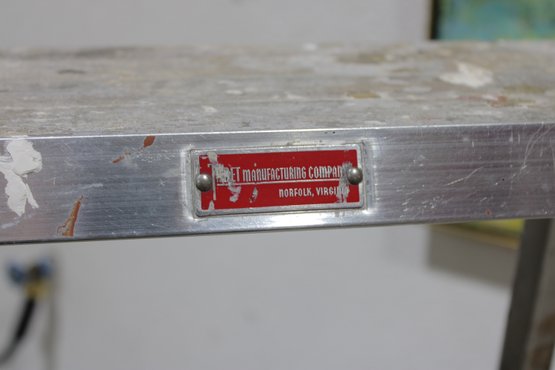 MANUFACTURING COMPAN
NORFOLK, VIRGI